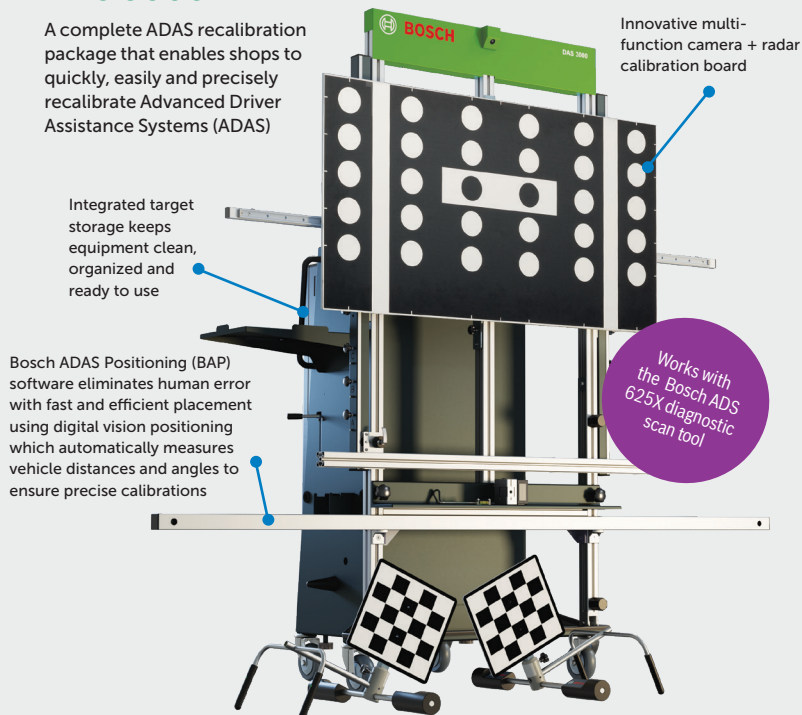 A complete ADAS recalibration
package that enables shops to
quickly, easily and precisely
recalibrate Advanced Driver
Assistance Systems (ADAS)
BOSCH
DAS 3000
Innovative multi-
function camera + radar
calibration board
Integrated target
storage keeps
equipment clean,
organized and
ready to use
Bosch ADAS Positioning (BAP)
software eliminates human error
with fast and efficient placement
using digital vision positioning
which automatically measures
vehicle distances and angles to
ensure precise calibrations
Works with
the Bosch ADS
625X diagnostic
scan tool